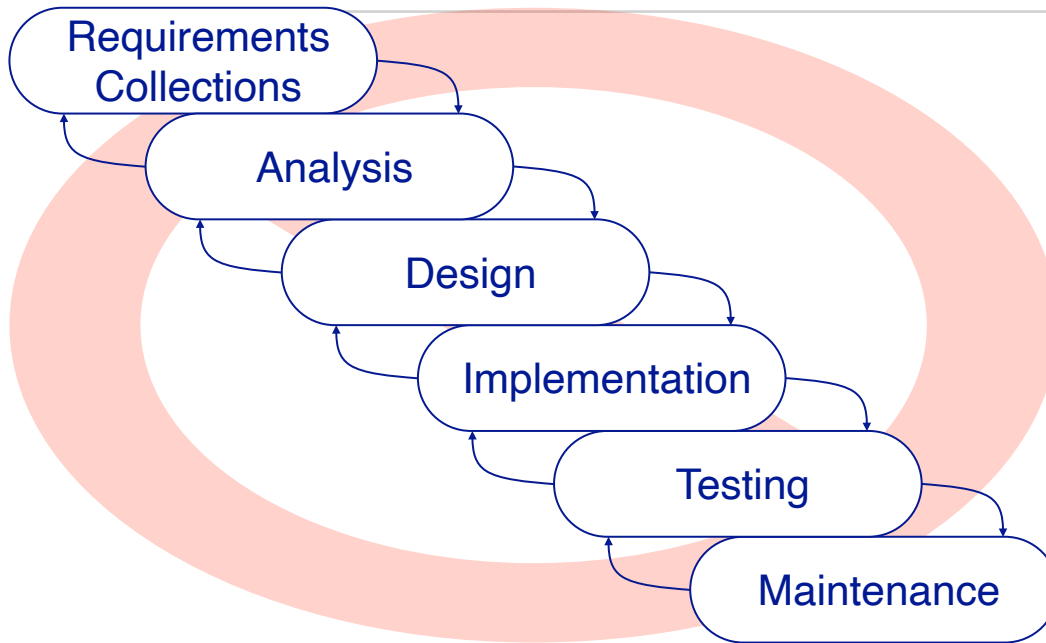 Requirements
Collections
Analysis
Design
Implementation
Testing
Maintenance